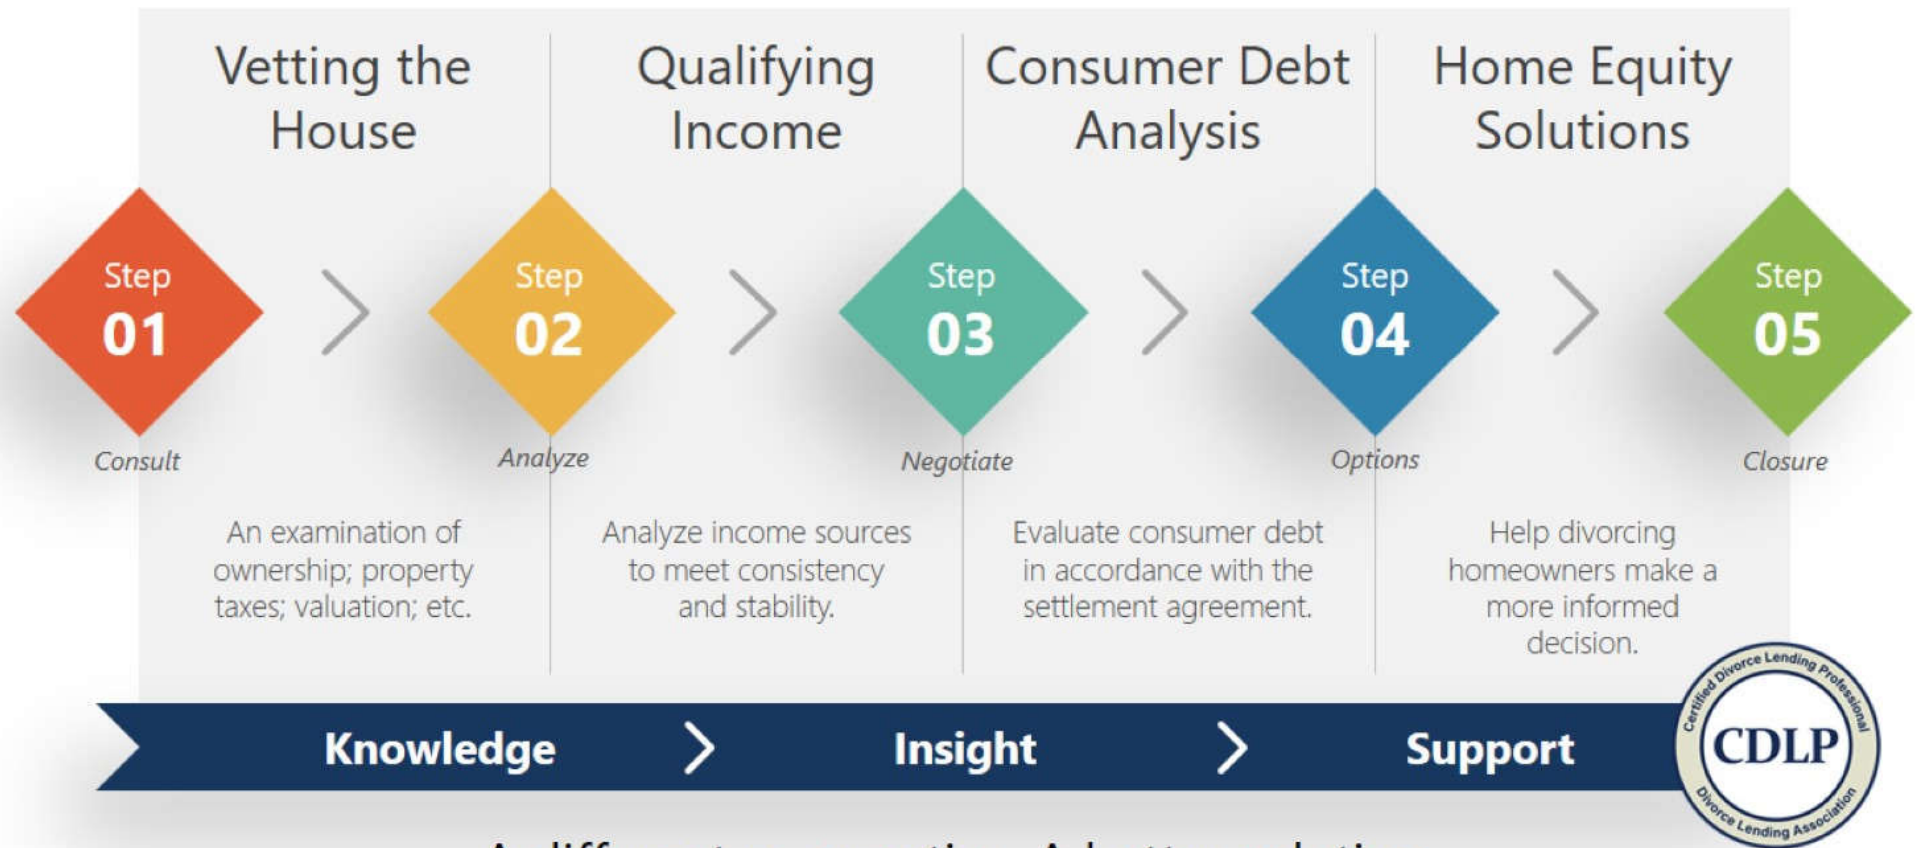 Vetting the
House
Qualifying
Income
Consumer Debt
Analysis
Home Equity
Solutions
Step
01
Step
02
Step
03
Step
04
Step
05
Consult
Analyze
Negotiate
Options
Closure
An examination of
ownership; property
taxes; valuation; etc.
Analyze income sources
to meet consistency
and stability.
Evaluate consumer debt
in accordance with the
settlement agreement.
Help divorcing
homeowners make a
more informed
decision.
Knowledge
Insight
Support
Certified Divorce Lending Professional
CDLP
Divorce Lending Association